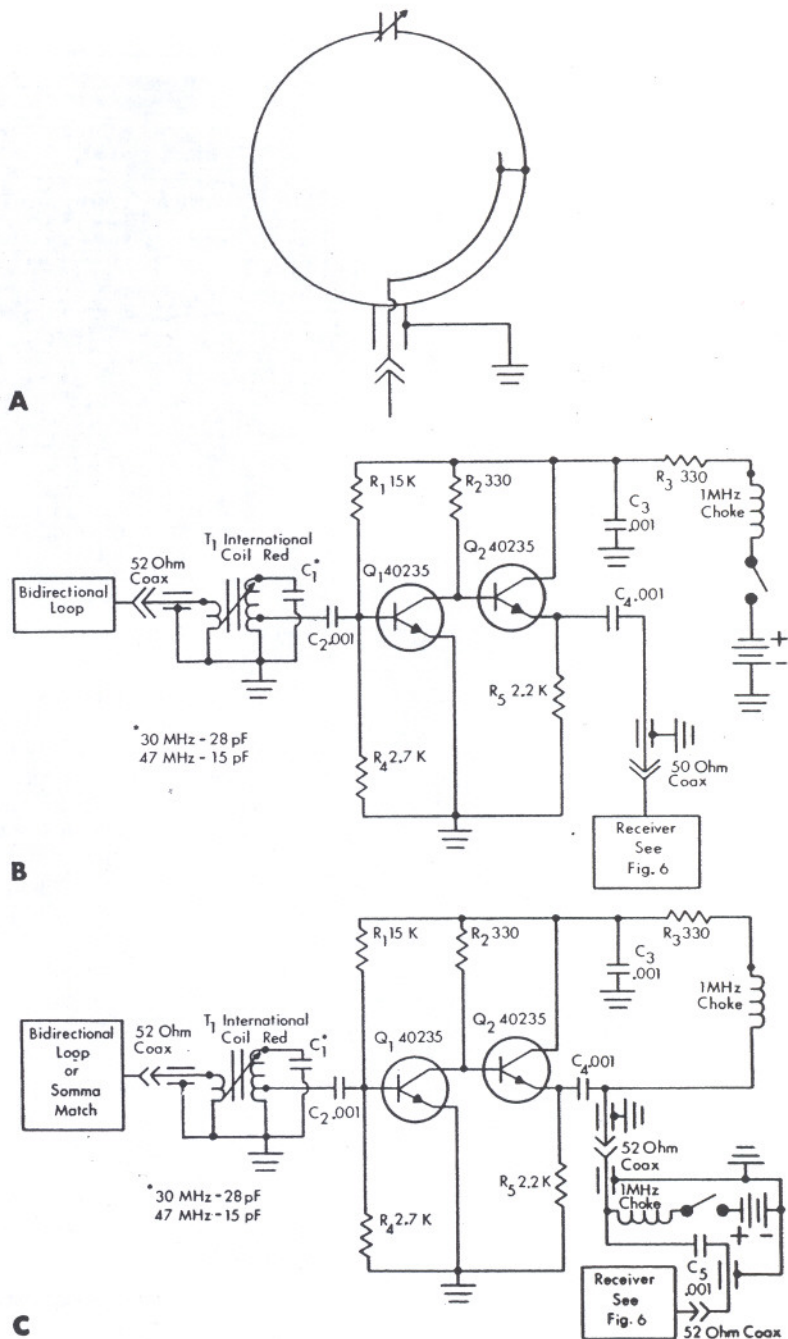 A
R1 15 K
R2 330
R3 330
1MHz
Choke
C3
.001
T1 International
Coil Red
C1*
52 Ohm
Coax
Q1 40235
Q2 40235
Bidirectional
Loop
C2 .001
C4 .001
+
-
R5 2.2 K
* 30 MHz - 28 pF
47 MHz - 15 pF
R4 2.7 K
50 Ohm
Coax
Receiver
See
Fig. 6
B
R1 15 K
R2 330
R3 330
C3
.001
1MHz
Choke
T1 International
Coil Red
C1*
52 Ohm
Coax
Q1 40235
Q2 40235
Bidirectional
Loop
or
Somma
Match
C4 .001
C2 .001
52 Ohm
Coax
R5 2.2 K
1MHz
Choke
* 30 MHz - 28 pF
47 MHz - 15 pF
+ -
R4 2.7 K
C5
.001
Receiver
See
Fig. 6
52 Ohm Coax
C